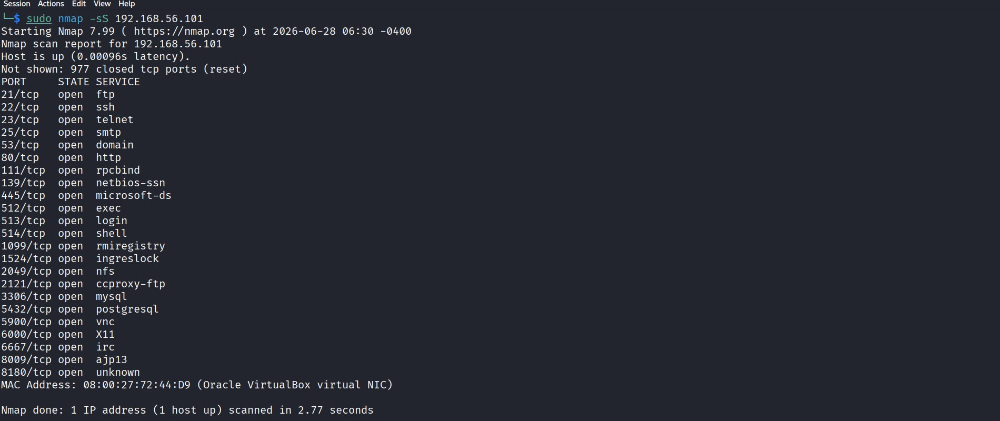 Session Actions Edit View Help
└─$ sudo nmap -sS 192.168.56.101
Starting Nmap 7.99 ( https://nmap.org ) at 2026-06-28 06:30 -0400
Nmap scan report for 192.168.56.101
Host is up (0.00096s latency).
Not shown: 977 closed tcp ports (reset)
PORT     STATE SERVICE
21/tcp   open  ftp
22/tcp   open  ssh
23/tcp   open  telnet
25/tcp   open  smtp
53/tcp   open  domain
80/tcp   open  http
111/tcp  open  rpcbind
139/tcp  open  netbios-ssn
445/tcp  open  microsoft-ds
512/tcp  open  exec
513/tcp  open  login
514/tcp  open  shell
1099/tcp open  rmiregistry
1524/tcp open  ingreslock
2049/tcp open  nfs
2121/tcp open  ccproxy-ftp
3306/tcp open  mysql
5432/tcp open  postgresql
5900/tcp open  vnc
6000/tcp open  X11
6667/tcp open  irc
8009/tcp open  ajp13
8180/tcp open  unknown
MAC Address: 08:00:27:72:44:D9 (Oracle VirtualBox virtual NIC)
Nmap done: 1 IP address (1 host up) scanned in 2.77 seconds